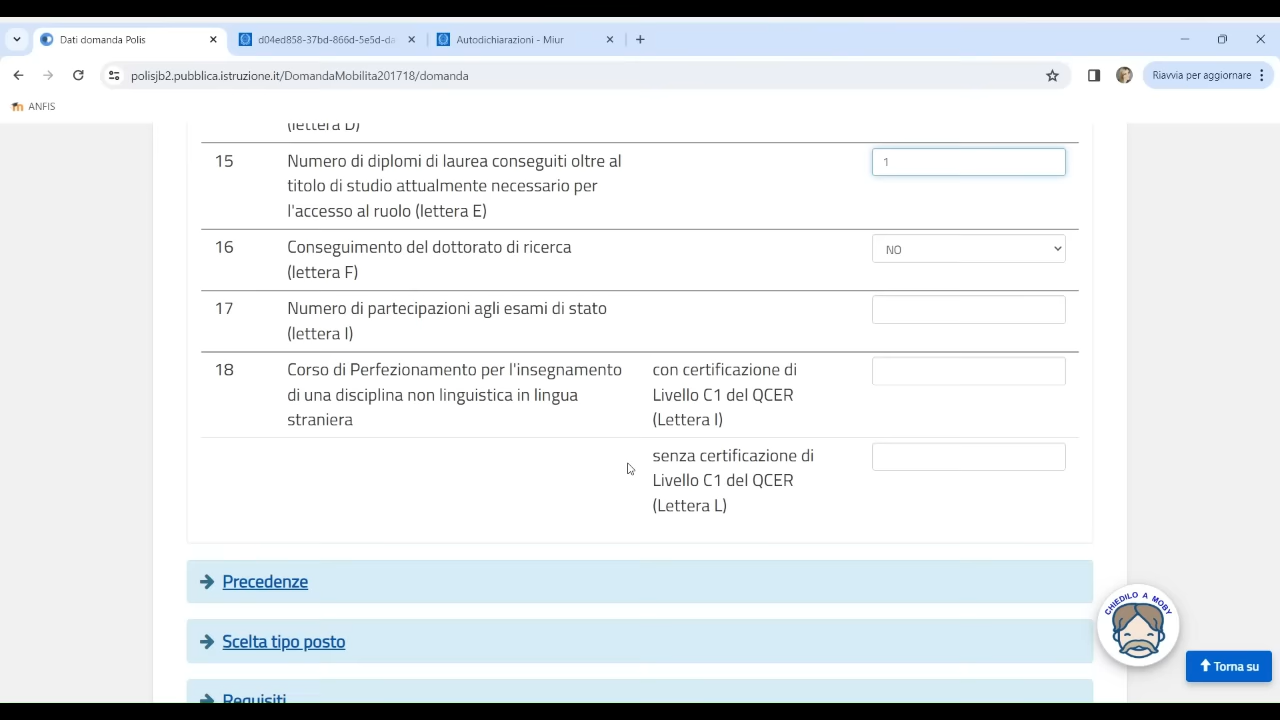 Dati domanda Polis
d04ed858-37bd-866d-5e5d-da
Autodichiarazioni - Miur
polisjb2.pubblica.istruzione.it/DomandaMobilita201718/domanda
Riavvia per aggiornare
ANFIS
(lettera D)
15 Numero di diplomi di laurea conseguiti oltre al 1
titolo di studio attualmente necessario per
l'accesso al ruolo (lettera E)
16 Conseguimento del dottorato di ricerca NO
(lettera F)
17 Numero di partecipazioni agli esami di stato
(lettera I)
18 Corso di Perfezionamento per l'insegnamento con certificazione di
di una disciplina non linguistica in lingua Livello C1 del QCER
straniera (Lettera I)
senza certificazione di
Livello C1 del QCER
(Lettera L)
Precedenze
Scelta tipo posto
Requisiti
CHIEDILO A MOBY
Torna su